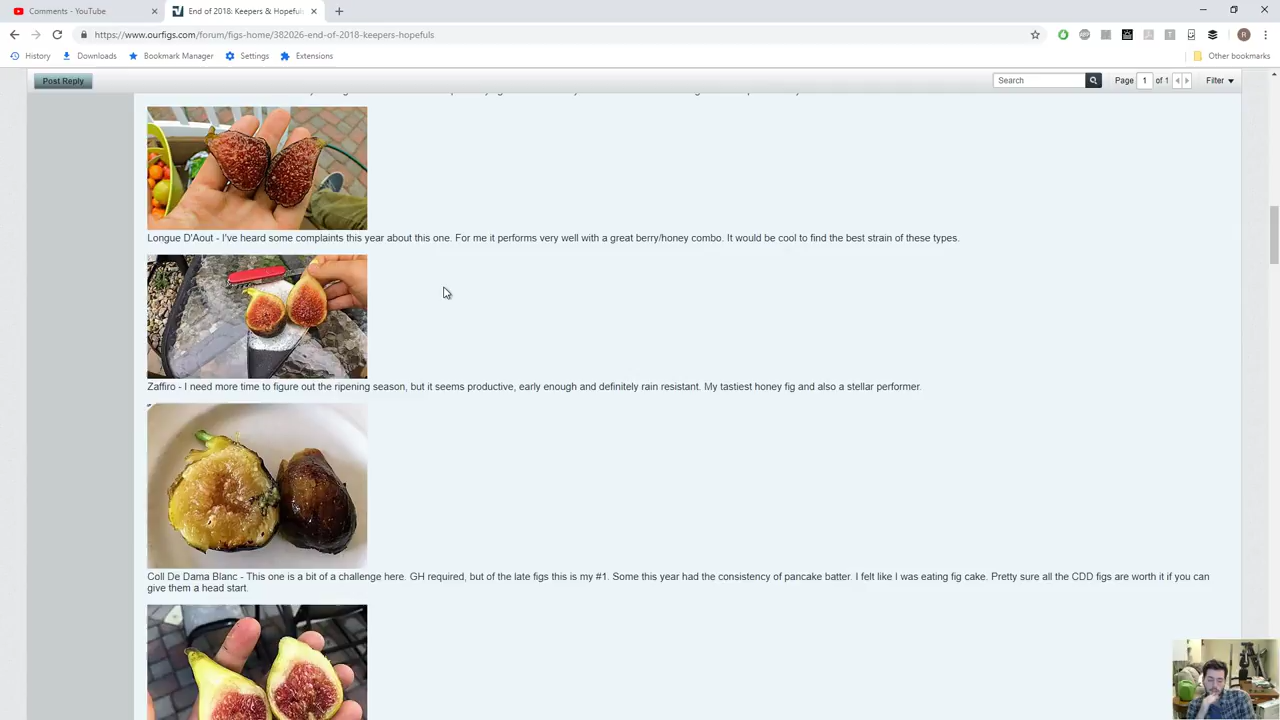 Comments - YouTube
End of 2018: Keepers & Hopefuls
https://www.ourfigs.com/forum/figs-home/382026-end-of-2018-keepers-hopefuls
R
History Downloads Bookmark Manager Settings Extensions Other bookmarks
Post Reply Search Page 1 of 1 Filter
Longue D'Aout - I've heard some complaints this year about this one. For me it performs very well with a great berry/honey combo. It would be cool to find the best strain of these types.
Zaffiro - I need more time to figure out the ripening season, but it seems productive, early enough and definitely rain resistant. My tastiest honey fig and also a stellar performer.
Coll De Dama Blanc - This one is a bit of a challenge here. GH required, but of the late figs this is my #1. Some this year had the consistency of pancake batter. I felt like I was eating fig cake. Pretty sure all the CDD figs are worth it if you can
give them a head start.